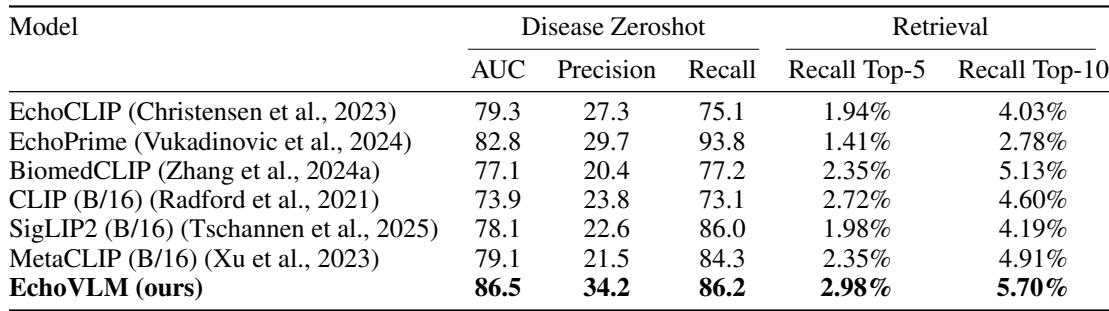 Model Disease Zeroshot Retrieval
AUC Precision Recall Recall Top-5 Recall Top-10
EchoCLIP (Christensen et al., 2023) 79.3 27.3 75.1 1.94% 4.03%
EchoPrime (Vukadinovic et al., 2024) 82.8 29.7 93.8 1.41% 2.78%
BiomedCLIP (Zhang et al., 2024a) 77.1 20.4 77.2 2.35% 5.13%
CLIP (B/16) (Radford et al., 2021) 73.9 23.8 73.1 2.72% 4.60%
SigLIP2 (B/16) (Tschannen et al., 2025) 78.1 22.6 86.0 1.98% 4.19%
MetaCLIP (B/16) (Xu et al., 2023) 79.1 21.5 84.3 2.35% 4.91%
EchoVLM (ours) 86.5 34.2 86.2 2.98% 5.70%